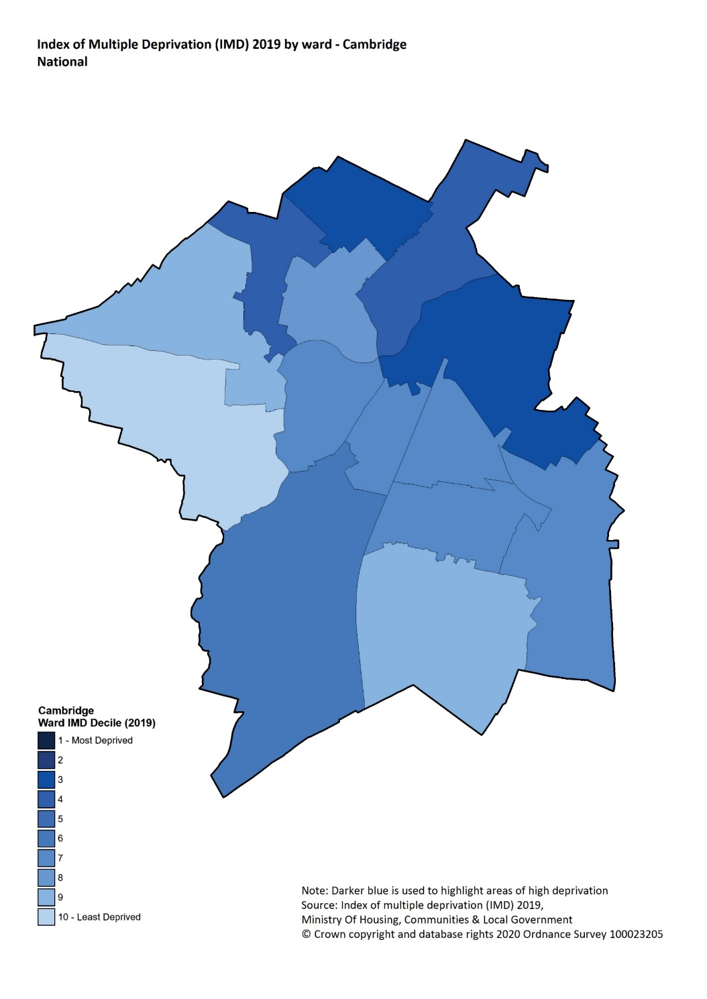 Index of Multiple Deprivation (IMD) 2019 by ward - Cambridge
National
Cambridge
Ward IMD Decile (2019)
1 - Most Deprived
2
3
4
5
6
7
8
9
10 - Least Deprived
Note: Darker blue is used to highlight areas of high deprivation
Source: Index of multiple deprivation (IMD) 2019,
Ministry Of Housing, Communities & Local Government
© Crown copyright and database rights 2020 Ordnance Survey 100023205